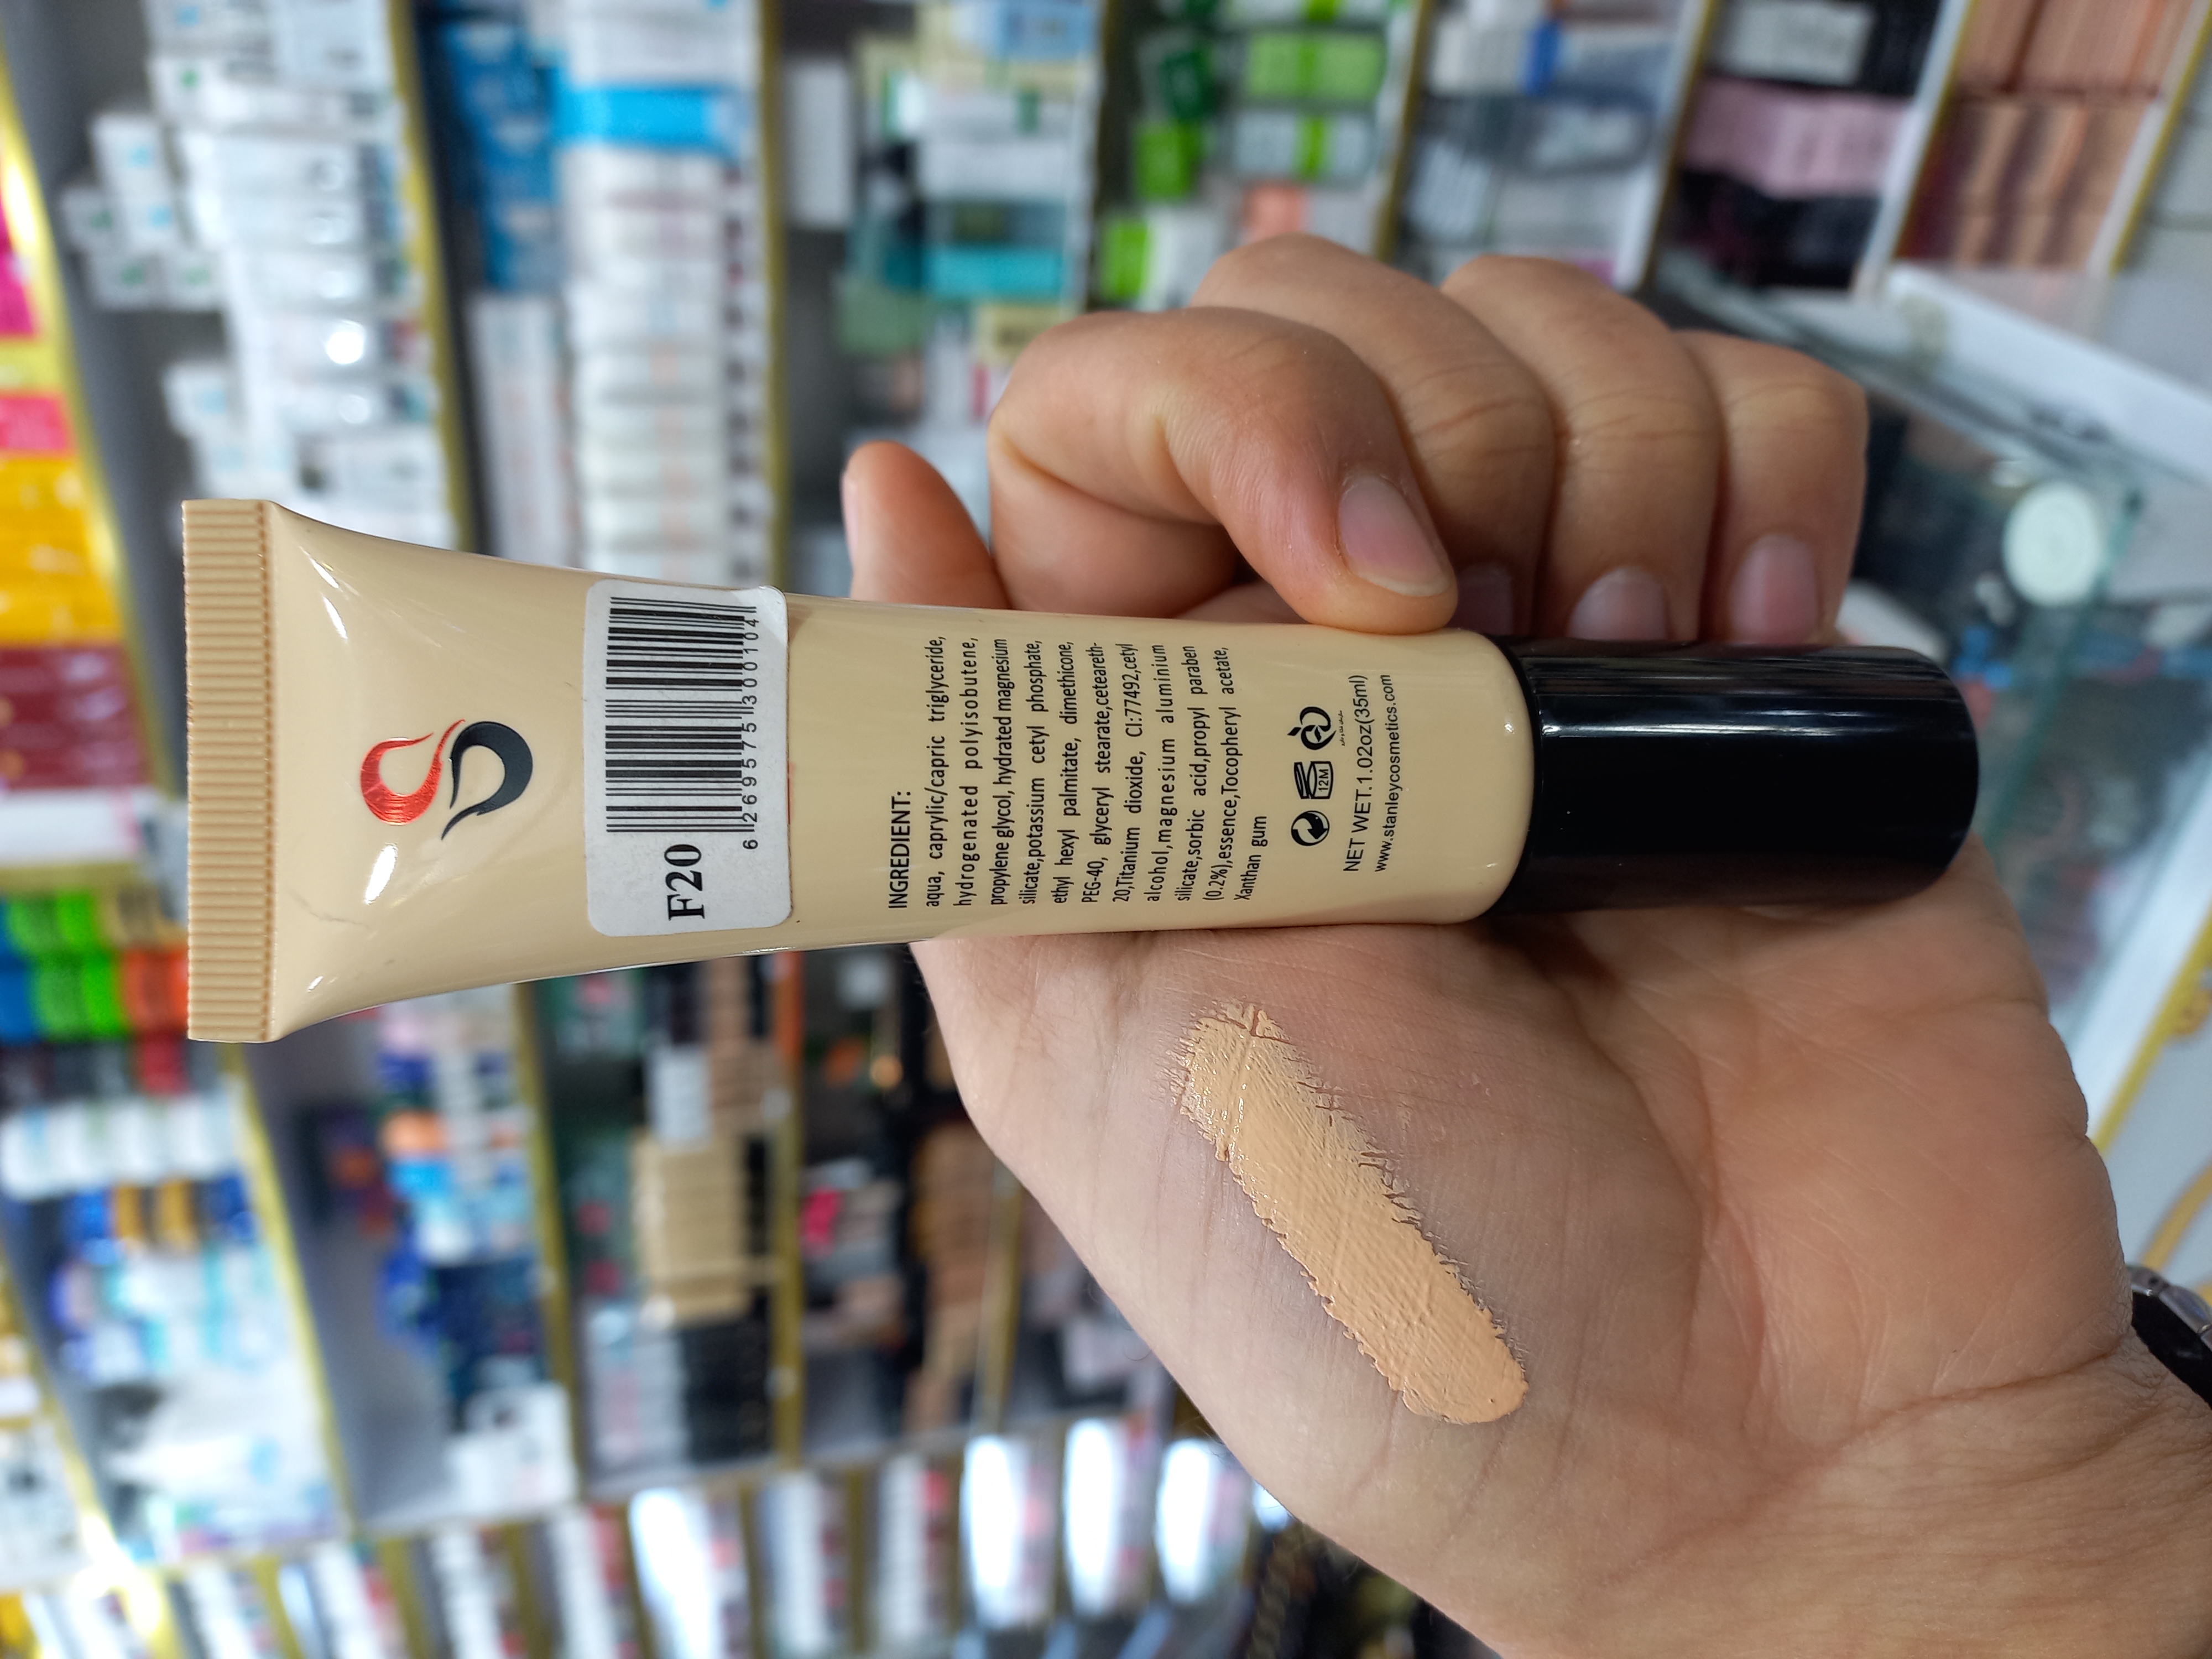 F20
6 269575 300104
INGREDIENT:
aqua, caprylic/capric triglyceride,
hydrogenated polyisobutene,
propylene glycol, hydrated magnesium
silicate,potassium cetyl phosphate,
ethyl hexyl palmitate, dimethicone,
PEG-40, glyceryl stearate,ceteareth-
20,Titanium dioxide, CI:77492,cetyl
alcohol,magnesium aluminium
silicate,sorbic acid,propyl paraben
(0.2%),essence,Tocopheryl acetate,
Xanthan gum
12M
NET WET.1.02oz(35ml)
www.stanleycosmetics.com